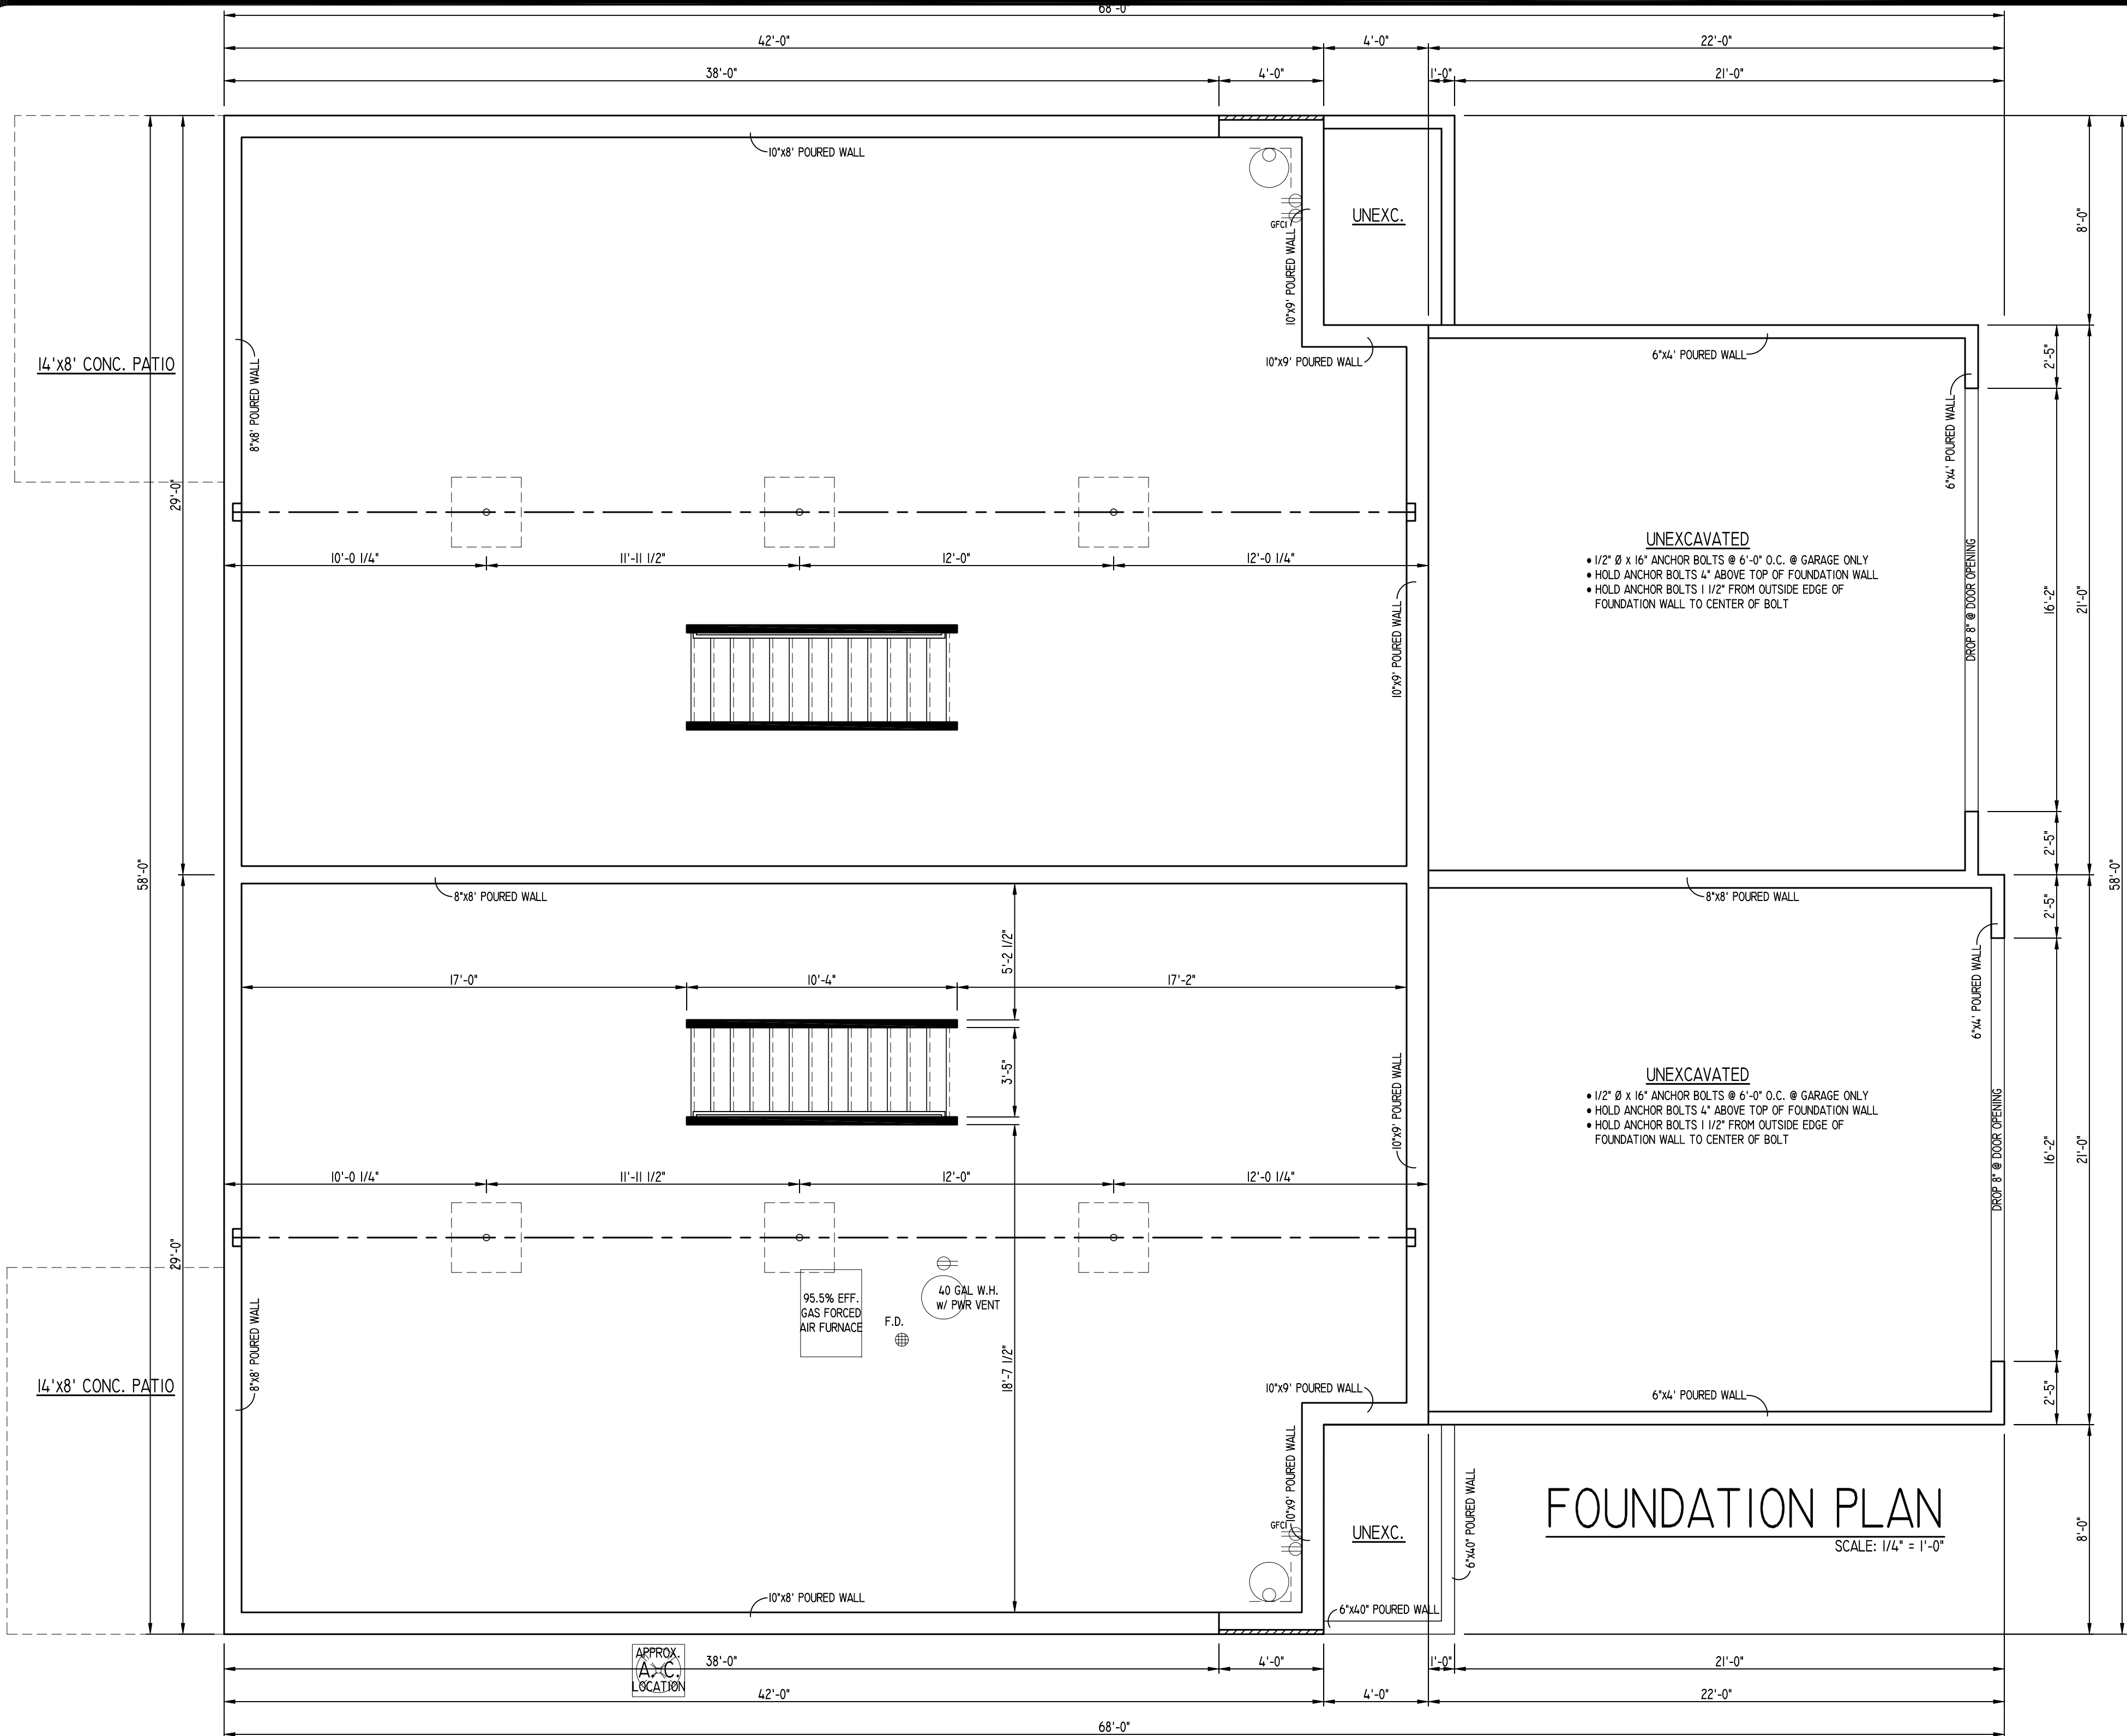 68'-0"
42'-0"
4'-0"
22'-0"
38'-0"
4'-0"
1'-0"
21'-0"
10"x8' POURED WALL
GFCI
10"x9' POURED WALL
UNEXC.
8'-0"
14'x8' CONC. PATIO
8"x8' POURED WALL
10"x9' POURED WALL
6"x4' POURED WALL
6"x4' POURED WALL
2'-5"
29'-0"
10'-0 1/4"
11'-11 1/2"
12'-0"
12'-0 1/4"
10"x9' POURED WALL
UNEXCAVATED
• 1/2" Ø x 16" ANCHOR BOLTS @ 6'-0" O.C. @ GARAGE ONLY
• HOLD ANCHOR BOLTS 4" ABOVE TOP OF FOUNDATION WALL
• HOLD ANCHOR BOLTS 1 1/2" FROM OUTSIDE EDGE OF
FOUNDATION WALL TO CENTER OF BOLT
DROP 8" @ DOOR OPENING
16'-2"
21'-0"
2'-5"
58'-0"
58'-0"
8"x8' POURED WALL
8"x8' POURED WALL
2'-5"
5'-2 1/2"
6"x4' POURED WALL
17'-0"
10'-4"
17'-2"
3'-5"
10"x9' POURED WALL
UNEXCAVATED
• 1/2" Ø x 16" ANCHOR BOLTS @ 6'-0" O.C. @ GARAGE ONLY
• HOLD ANCHOR BOLTS 4" ABOVE TOP OF FOUNDATION WALL
• HOLD ANCHOR BOLTS 1 1/2" FROM OUTSIDE EDGE OF
FOUNDATION WALL TO CENTER OF BOLT
DROP 8" @ DOOR OPENING
16'-2"
21'-0"
10'-0 1/4"
11'-11 1/2"
12'-0"
12'-0 1/4"
29'-0"
95.5% EFF.
GAS FORCED
AIR FURNACE
F.D.
40 GAL W.H.
w/ PWR VENT
18'-7 1/2"
8"x8' POURED WALL
14'x8' CONC. PATIO
10"x9' POURED WALL
6"x4' POURED WALL
2'-5"
10"x9' POURED WALL
GFCI
UNEXC.
6"x40" POURED WALL
8'-0"
FOUNDATION PLAN
SCALE: 1/4" = 1'-0"
10"x8' POURED WALL
6"x40" POURED WALL
APPROX.
A. C.
LOCATION
38'-0"
4'-0"
1'-0"
21'-0"
42'-0"
4'-0"
22'-0"
68'-0"